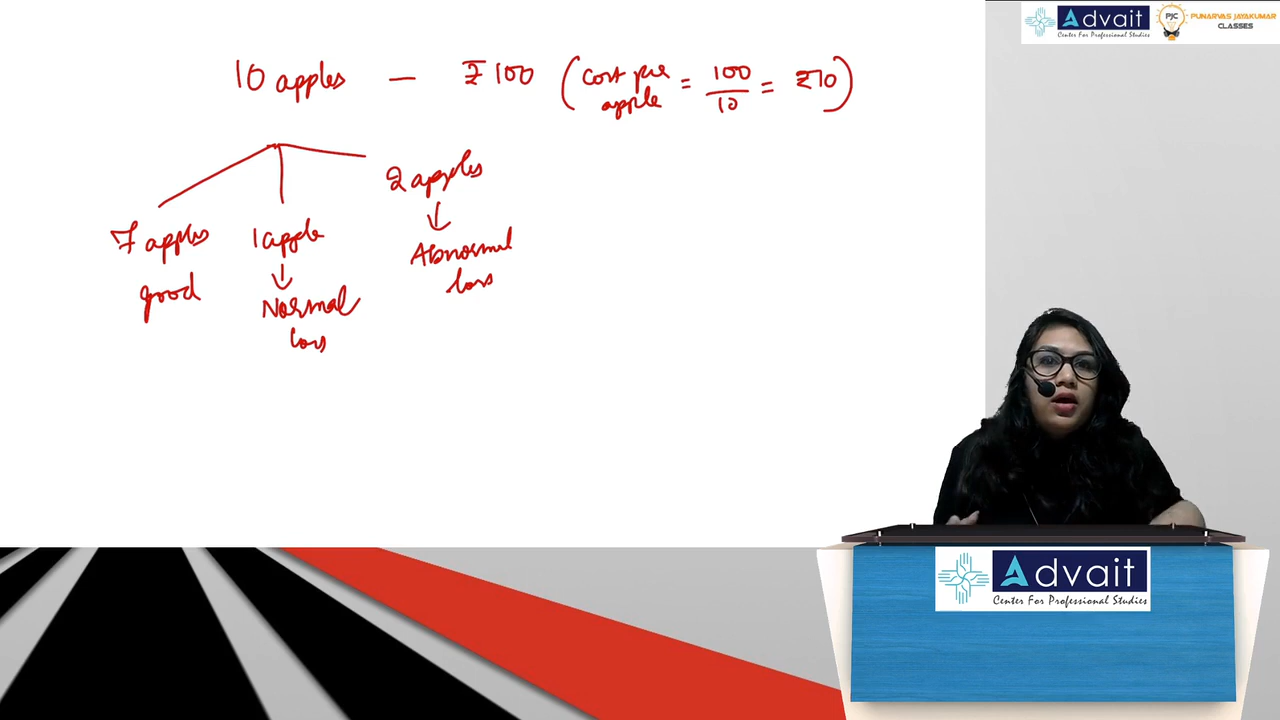 Advait
Center For Professional Studies
PJC
PUNARVAS JAYAKUMAR
CLASSES
10 apples — ₹100 (cost per apple = 100/10 = ₹10)
2 apples
↓
Abnormal
loss
7 apples
good
1 apple
↓
Normal
loss
Advait
Center For Professional Studies